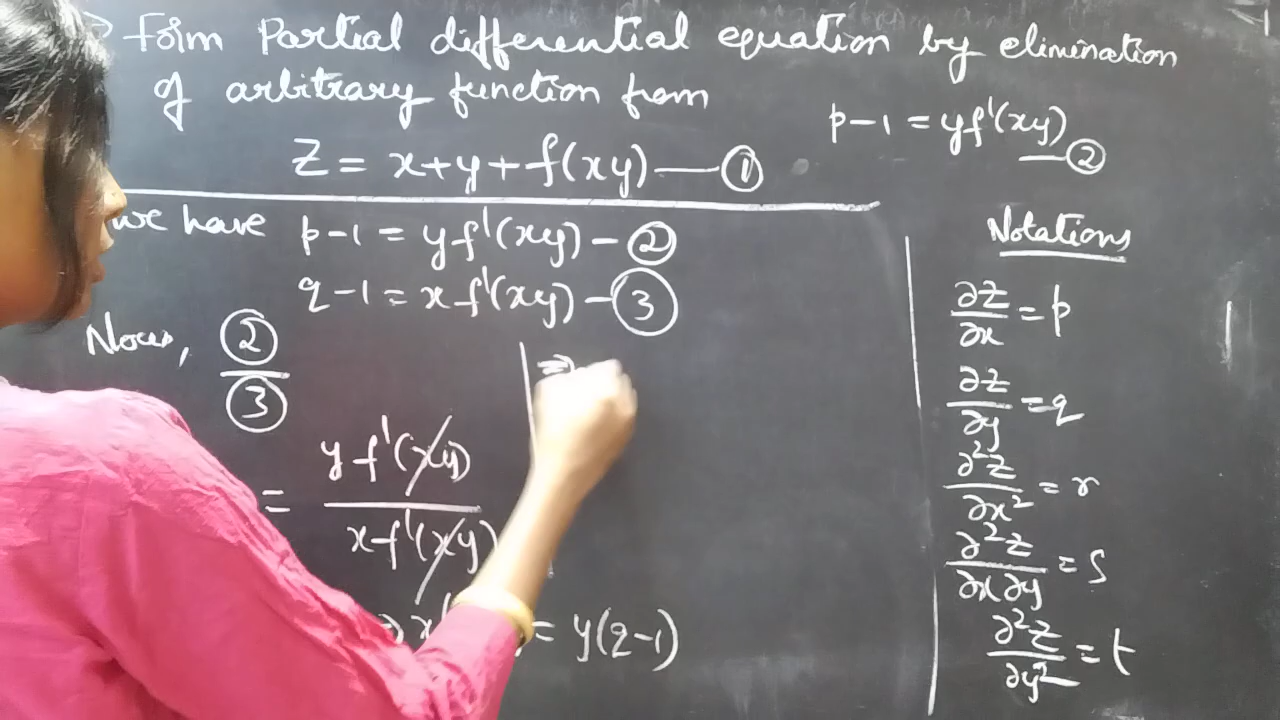 Form Partial differential equation by elimination
of arbitrary function from
Z = x+y+f(xy) — ①
p-1 = yf'(xy)
— ②
we have p-1 = yf'(xy) - ②
q-1 = xf'(xy) - ③
Now, ②
③
= yf'(xy)
xf'(xy)
= y(q-1)
⇒
Notations
∂z/∂x = p
∂z/∂y = q
∂²z/∂x² = r
∂²z/∂x∂y = s
∂²z/∂y² = t